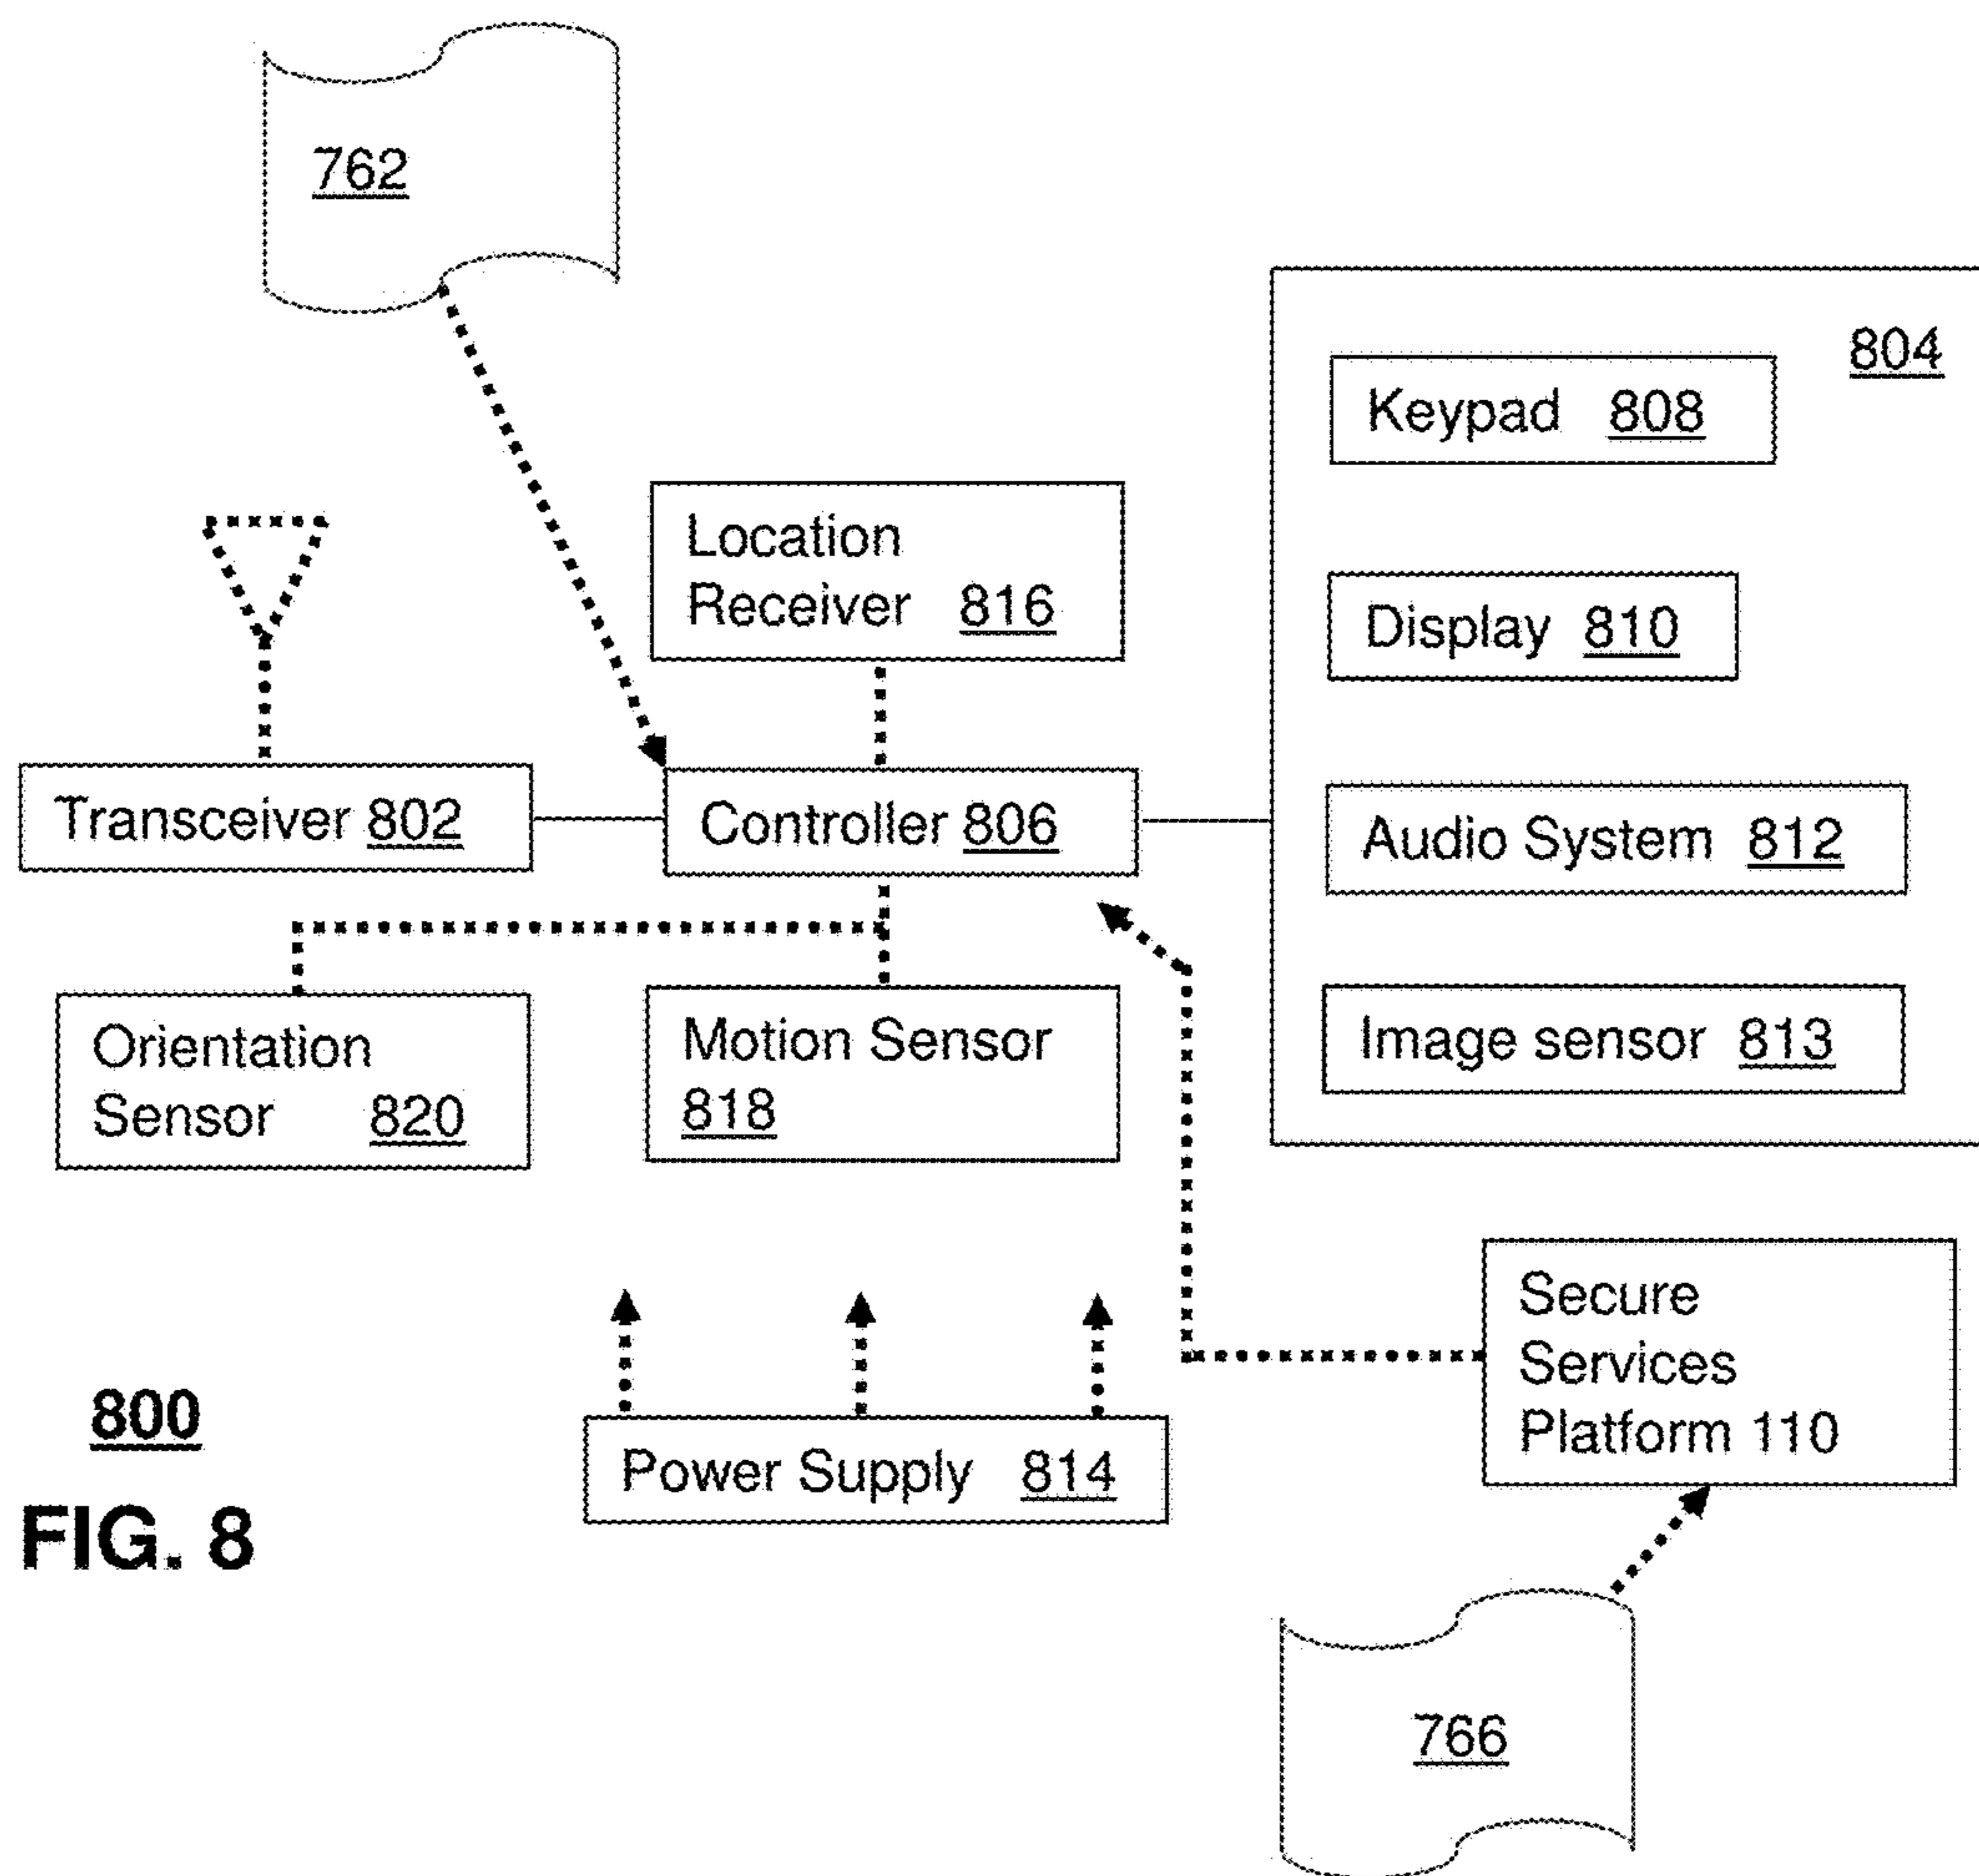 762
804
Keypad 808
Location
Receiver 816
Display 810
Transceiver 802
Controller 806
Audio System 812
Orientation
Sensor 820
Motion Sensor
818
Image sensor 813
Secure
Services
Platform 110
Power Supply 814
800
FIG. 8
766